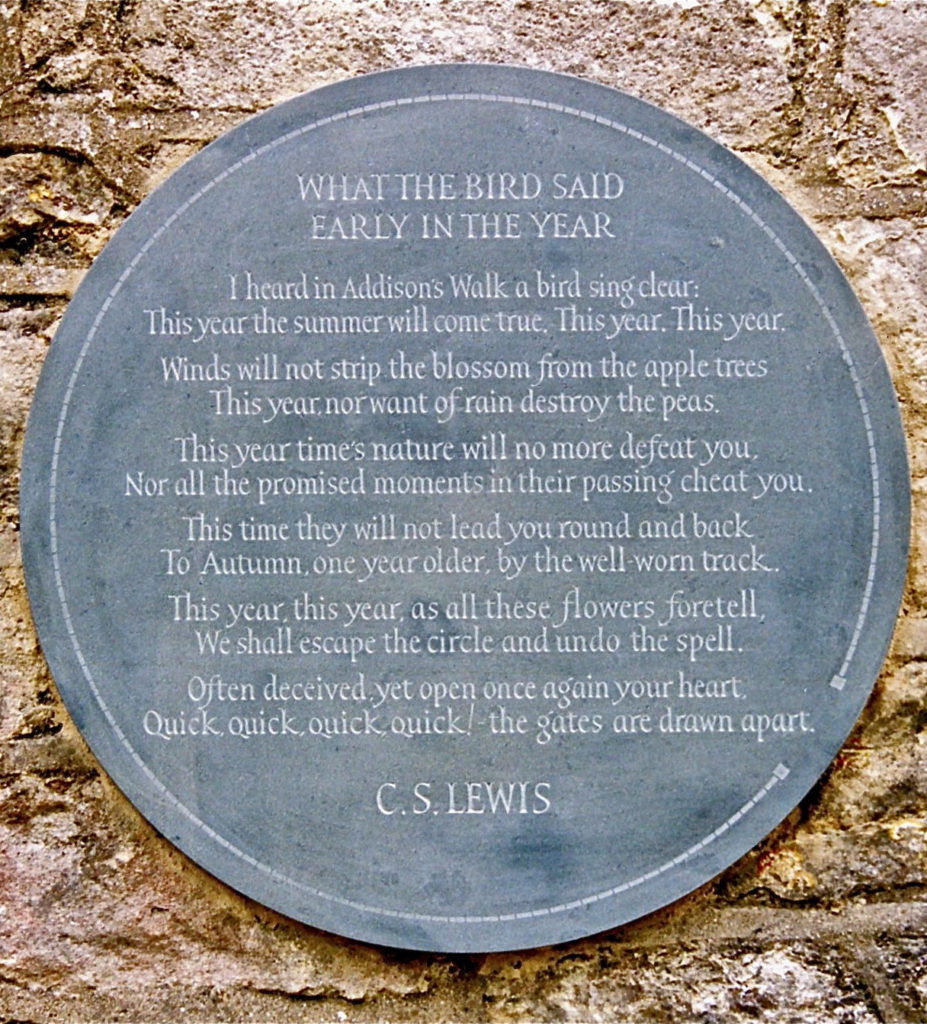 WHAT THE BIRD SAID
EARLY IN THE YEAR
I heard in Addison's Walk a bird sing clear:
This year the summer will come true. This year. This year.
Winds will not strip the blossom from the apple trees
This year, nor want of rain destroy the peas.
This year time's nature will no more defeat you,
Nor all the promised moments in their passing cheat you.
This time they will not lead you round and back
To Autumn, one year older, by the well-worn track.
This year, this year, as all these flowers foretell,
We shall escape the circle and undo the spell.
Often deceived, yet open once again your heart,
Quick, quick, quick, quick! - the gates are drawn apart.
C. S. LEWIS